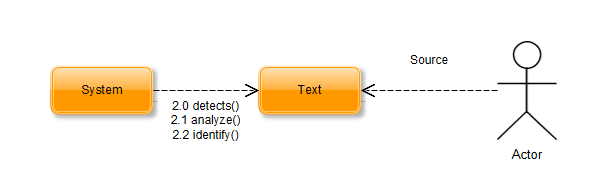 Source
System
Text
2.0 detects()
2.1 analyze()
2.2 identify()
Actor